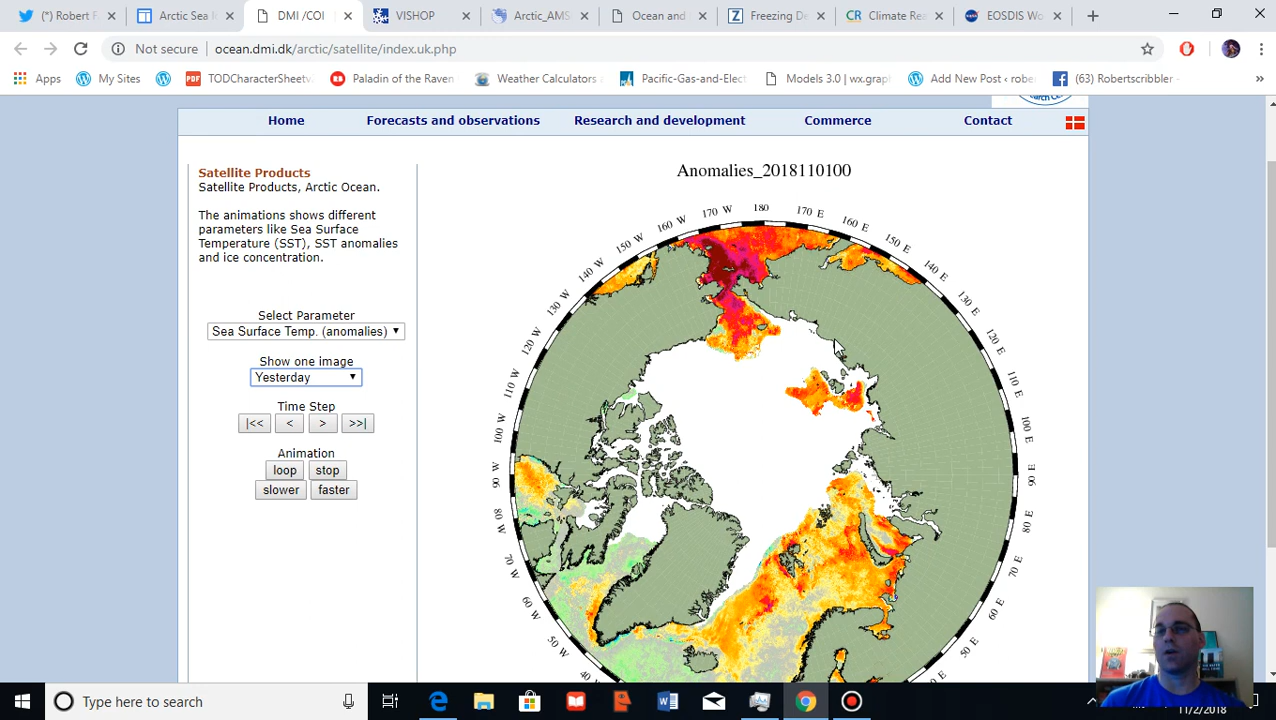 (*) Robert F
Arctic Sea I
DMI /COI
VISHOP
Arctic_AMS
Ocean and
Freezing De
Climate Rea
EOSDIS Wo
Not secure
ocean.dmi.dk/arctic/satellite/index.uk.php
Apps
My Sites
TODCharacterSheetv
Paladin of the Raven
Weather Calculators
Pacific-Gas-and-Elect
Models 3.0 | wx.grap
Add New Post ‹ rober
(63) Robertscribbler -
»
Home
Forecasts and observations
Research and development
Commerce
Contact
Satellite Products
Satellite Products, Arctic Ocean.
The animations shows different
parameters like Sea Surface
Temperature (SST), SST anomalies
and ice concentration.
Select Parameter
Sea Surface Temp. (anomalies)
Show one image
Yesterday
Time Step
|<< < > >>|
Animation
loop stop
slower faster
Anomalies_2018110100
180
170 W
170 E
160 W
160 E
150 W
150 E
140 W
140 E
130 W
130 E
120 W
120 E
110 W
110 E
100 W
100 E
90 W
90 E
80 W
80 E
70 W
70 E
60 W
60 E
50 W
50 E
40
Type here to search
11/2/2018